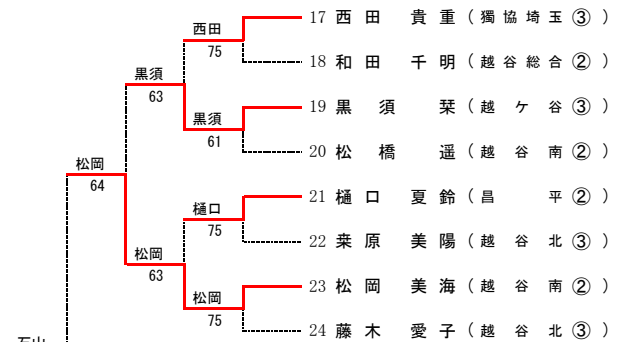 17 西田 貴重 ( 獨協埼玉 ③ )
西田
75
18 和田 千明 ( 越谷総合 ② )
黒須
63
19 黒須 栞 ( 越ケ谷 ③ )
黒須
61
20 松橋 遥 ( 越谷南 ② )
松岡
64
21 樋口 夏鈴 ( 昌平 ② )
樋口
75
22 桒原 美陽 ( 越谷北 ③ )
松岡
63
23 松岡 美海 ( 越谷南 ② )
松岡
75
24 藤木 愛子 ( 越谷北 ③ )